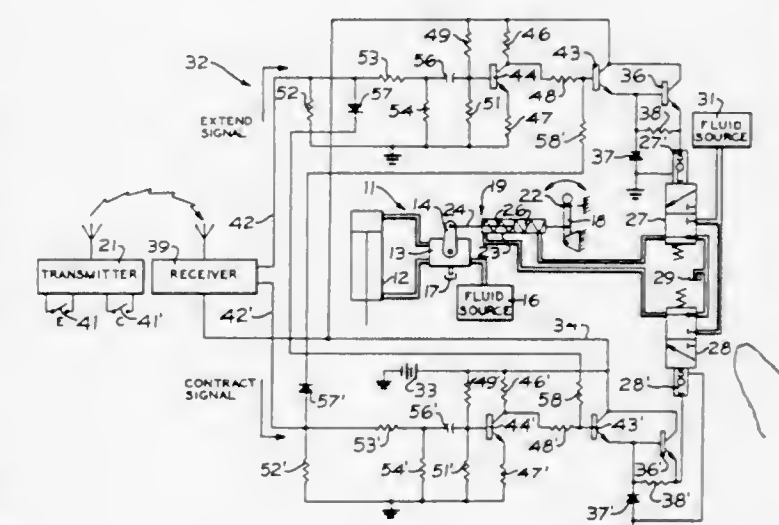 49 46 43
53 56 44 36 31
32
52 57 48 38 FLUID
SOURCE
EXTEND
SIGNAL
54 51 47 58' 37 27'
11 19 22
42 14 24 26 18 27
21 39 13
TRANSMITTER RECEIVER 12 29
17 FLUID
SOURCE 16
E 41 C 41'
42' 34 28
CONTRACT
SIGNAL
33 49' 46' 58 28'
57' 56' 44' 43'
53' 48' 36'
52' 54' 51' 47' 38'
37'